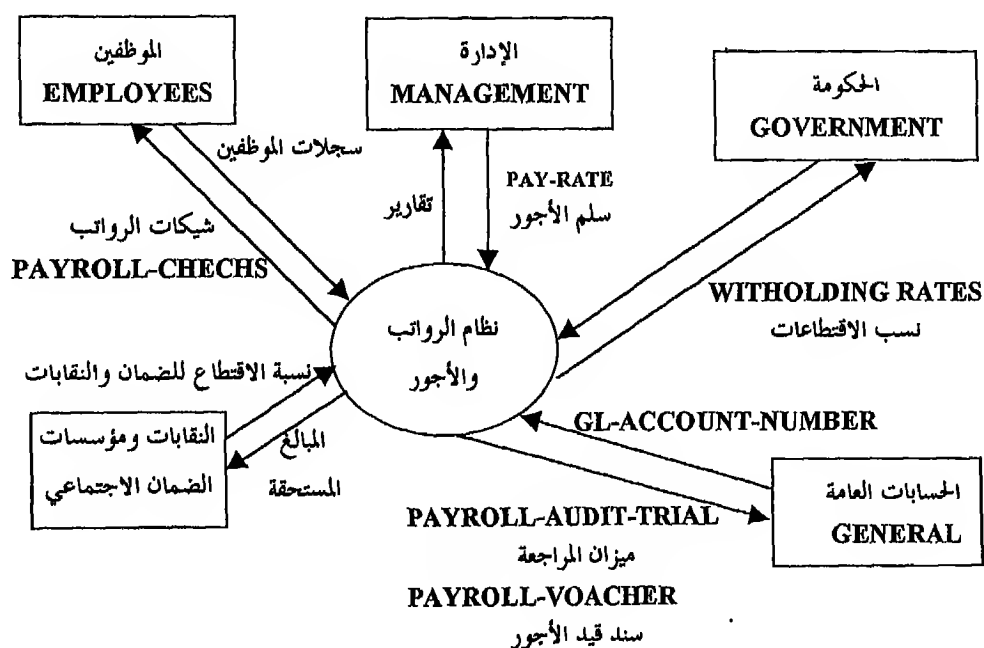 الموظفين
EMPLOYEES
الإدارة
MANAGEMENT
الحكومة
GOVERNMENT
سجلات الموظفين
شيكات الرواتب
PAYROLL-CHECHS
تقارير
PAY-RATE
سلم الأجور
WITHOLDING RATES
نسب الاقتطاعات
نظام الرواتب
والأجور
نسبة الاقتطاع للضمان والنقابات
النقابات ومؤسسات
الضمان الاجتماعي
المبالغ
المستحقة
GL-ACCOUNT-NUMBER
الحسابات العامة
GENERAL
PAYROLL-AUDIT-TRIAL
ميزان المراجعة
PAYROLL-VOACHER
سند قيد الأجور